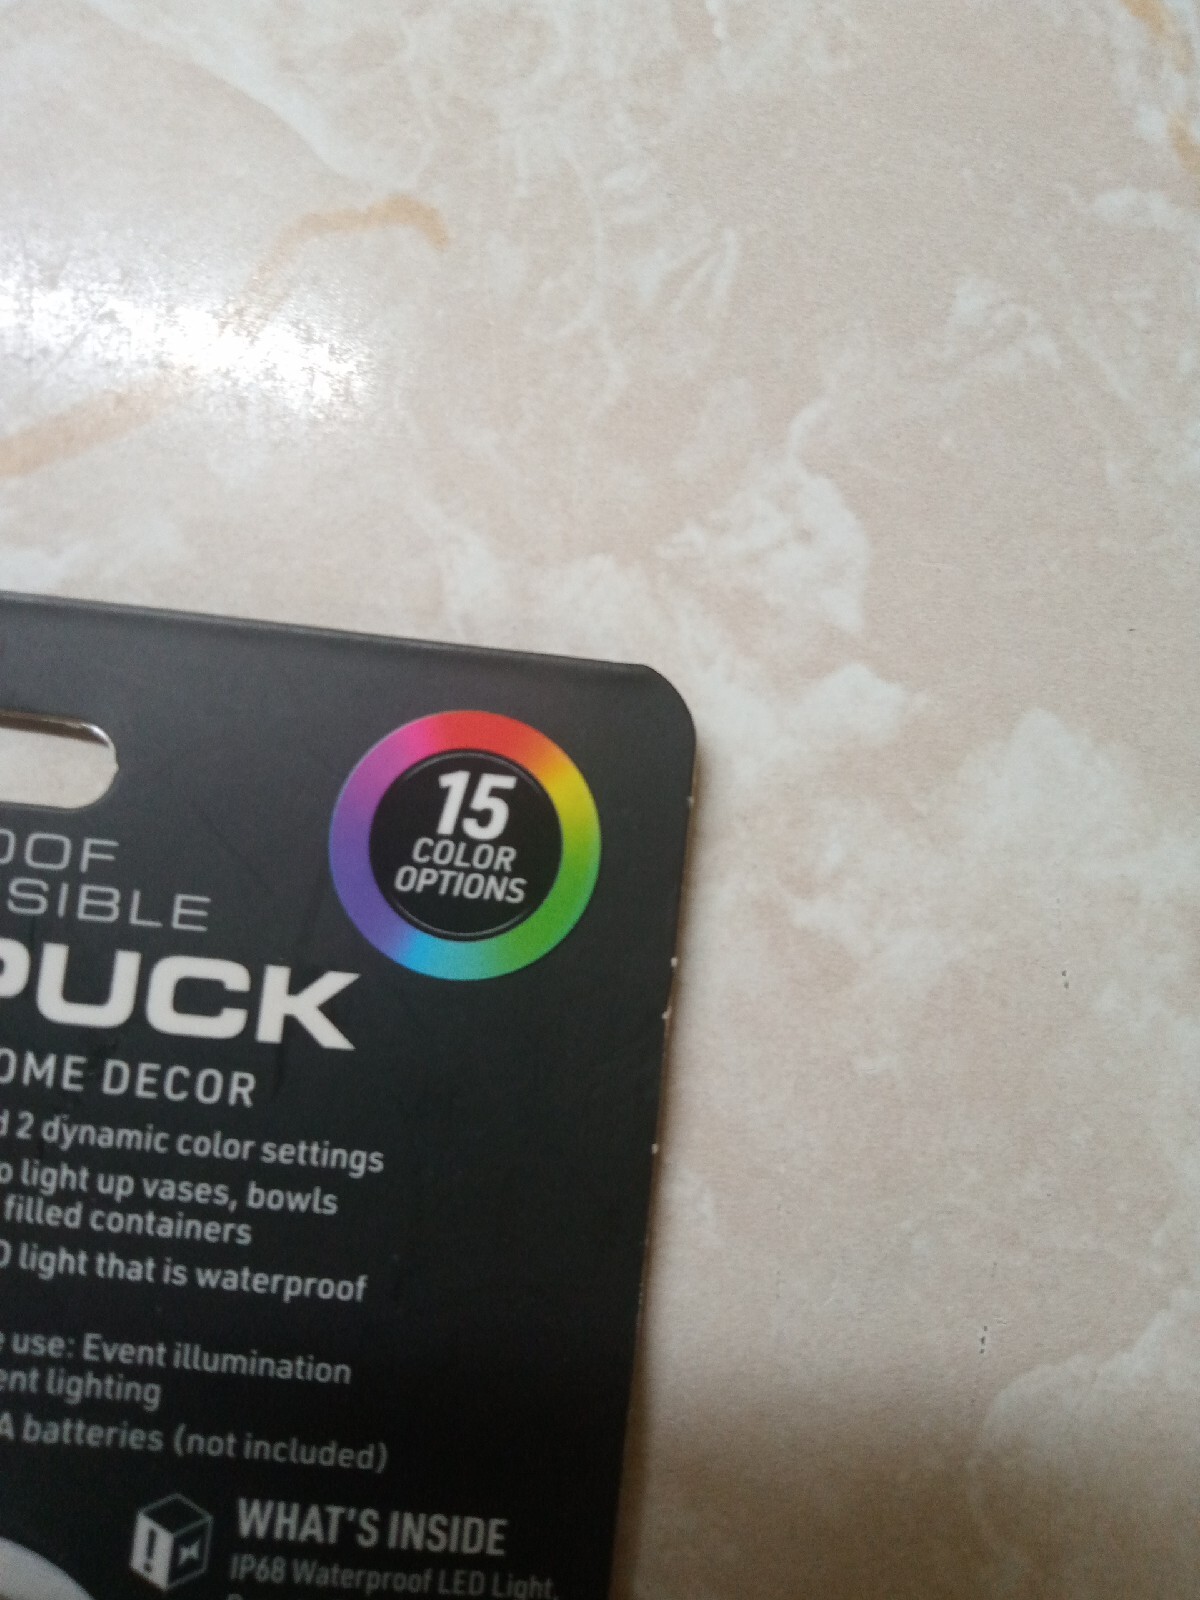 15
COLOR
OPTIONS
OOF
SIBLE
PUCK
OME DECOR
d 2 dynamic color settings
o light up vases, bowls
filled containers
D light that is waterproof
e use: Event illumination
ent lighting
A batteries (not included)
WHAT'S INSIDE
IP68 Waterproof LED Light,